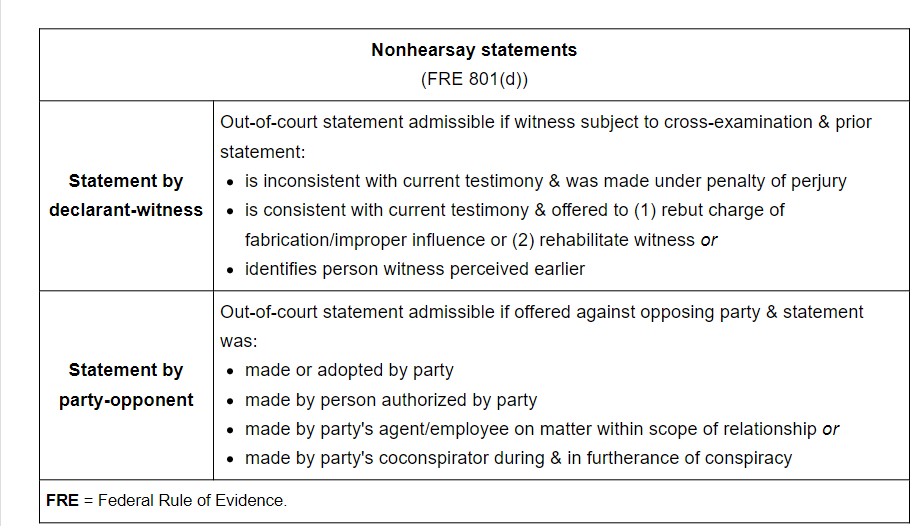 Nonhearsay statements
(FRE 801(d))
Statement by
declarant-witness
Out-of-court statement admissible if witness subject to cross-examination & prior
statement:
• is inconsistent with current testimony & was made under penalty of perjury
• is consistent with current testimony & offered to (1) rebut charge of
fabrication/improper influence or (2) rehabilitate witness or
• identifies person witness perceived earlier
Statement by
party-opponent
Out-of-court statement admissible if offered against opposing party & statement
was:
• made or adopted by party
• made by person authorized by party
• made by party's agent/employee on matter within scope of relationship or
• made by party's coconspirator during & in furtherance of conspiracy
FRE = Federal Rule of Evidence.